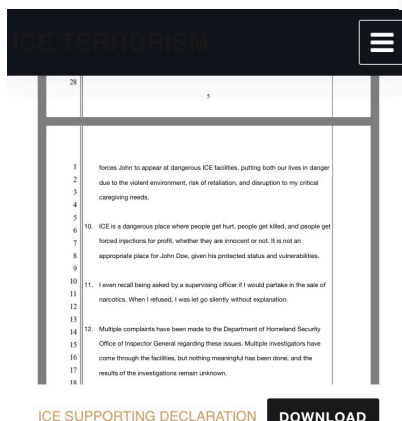 ICE TERRORISM
28
5
1 forces John to appear at dangerous ICE facilities, putting both our lives in danger
2 due to the violent environment, risk of retaliation, and disruption to my critical
3 caregiving needs.
4
5
6 10. ICE is a dangerous place where people get hurt, people get killed, and people get
7 forced injections for profit, whether they are innocent or not. It is not an
8 appropriate place for John Doe, given his protected status and vulnerabilities.
9
10 11. I even recall being asked by a supervising officer if I would partake in the sale of
11
12 narcotics. When I refused, I was let go silently without explanation.
13
14 12. Multiple complaints have been made to the Department of Homeland Security
15 Office of Inspector General regarding these issues. Multiple investigators have
16 come through the facilities, but nothing meaningful has been done, and the
17 results of the investigations remain unknown.
18
ICE SUPPORTING DECLARATION
DOWNLOAD